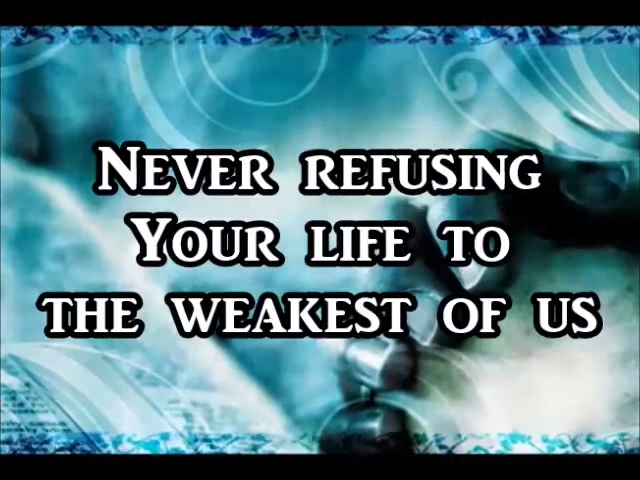 Never refusing
Your life to
the weakest of us